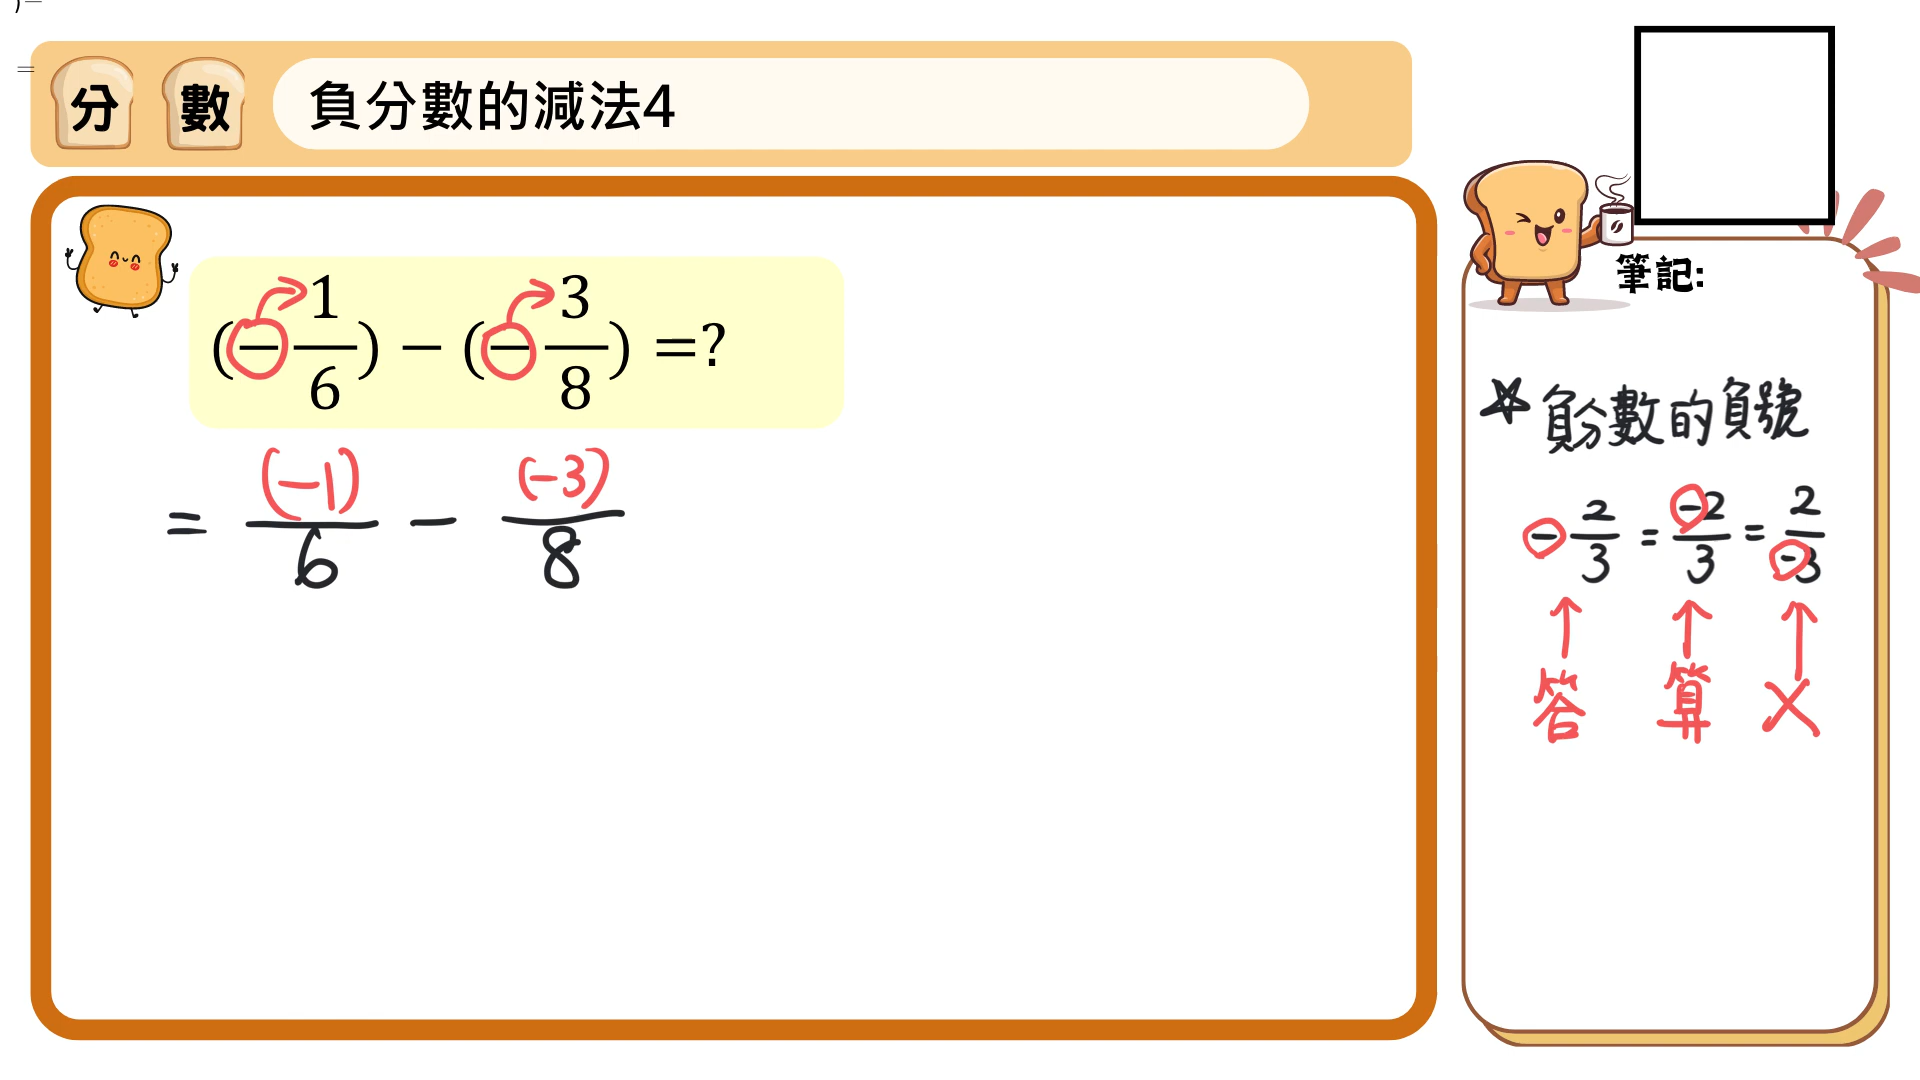 )=
=
分 數 負分數的減法4
(−1/6) − (−3/8) =?
= (-1)/6 - (-3)/8
筆記:
☆負分數的負號
-2/3 = -2/3 = 2/-3
↑ ↑ ↑
答 算 X